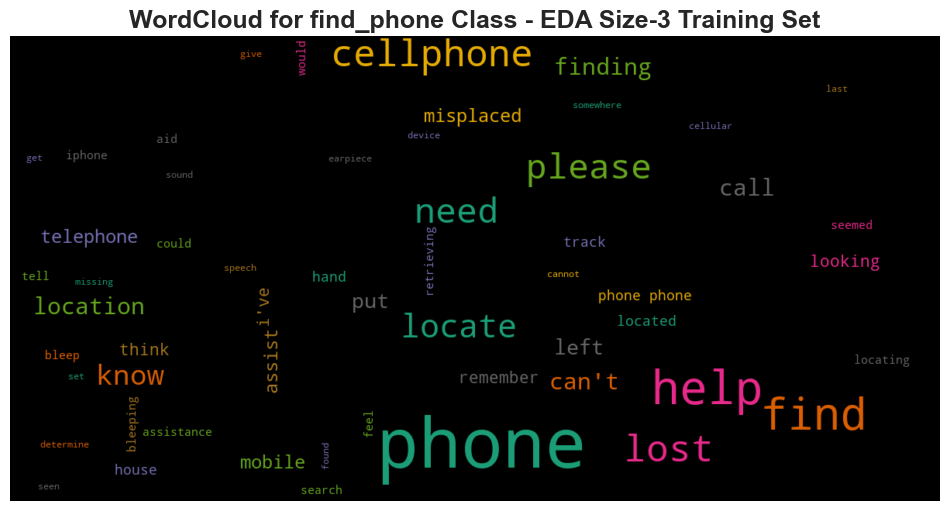 WordCloud for find_phone Class - EDA Size-3 Training Set
give
would
cellphone
finding
last
somewhere
misplaced
cellular
device
aid
iphone
get
earpiece
please
sound
call
need
telephone
could
retrieving
track
seemed
looking
speech
cannot
tell
missing
hand
i've
put
phone phone
location
locate
located
think
assist
left
bleep
set
know
remember
can't
locating
help
find
bleeping
assistance
feel
phone
lost
determine
found
mobile
house
seen
search